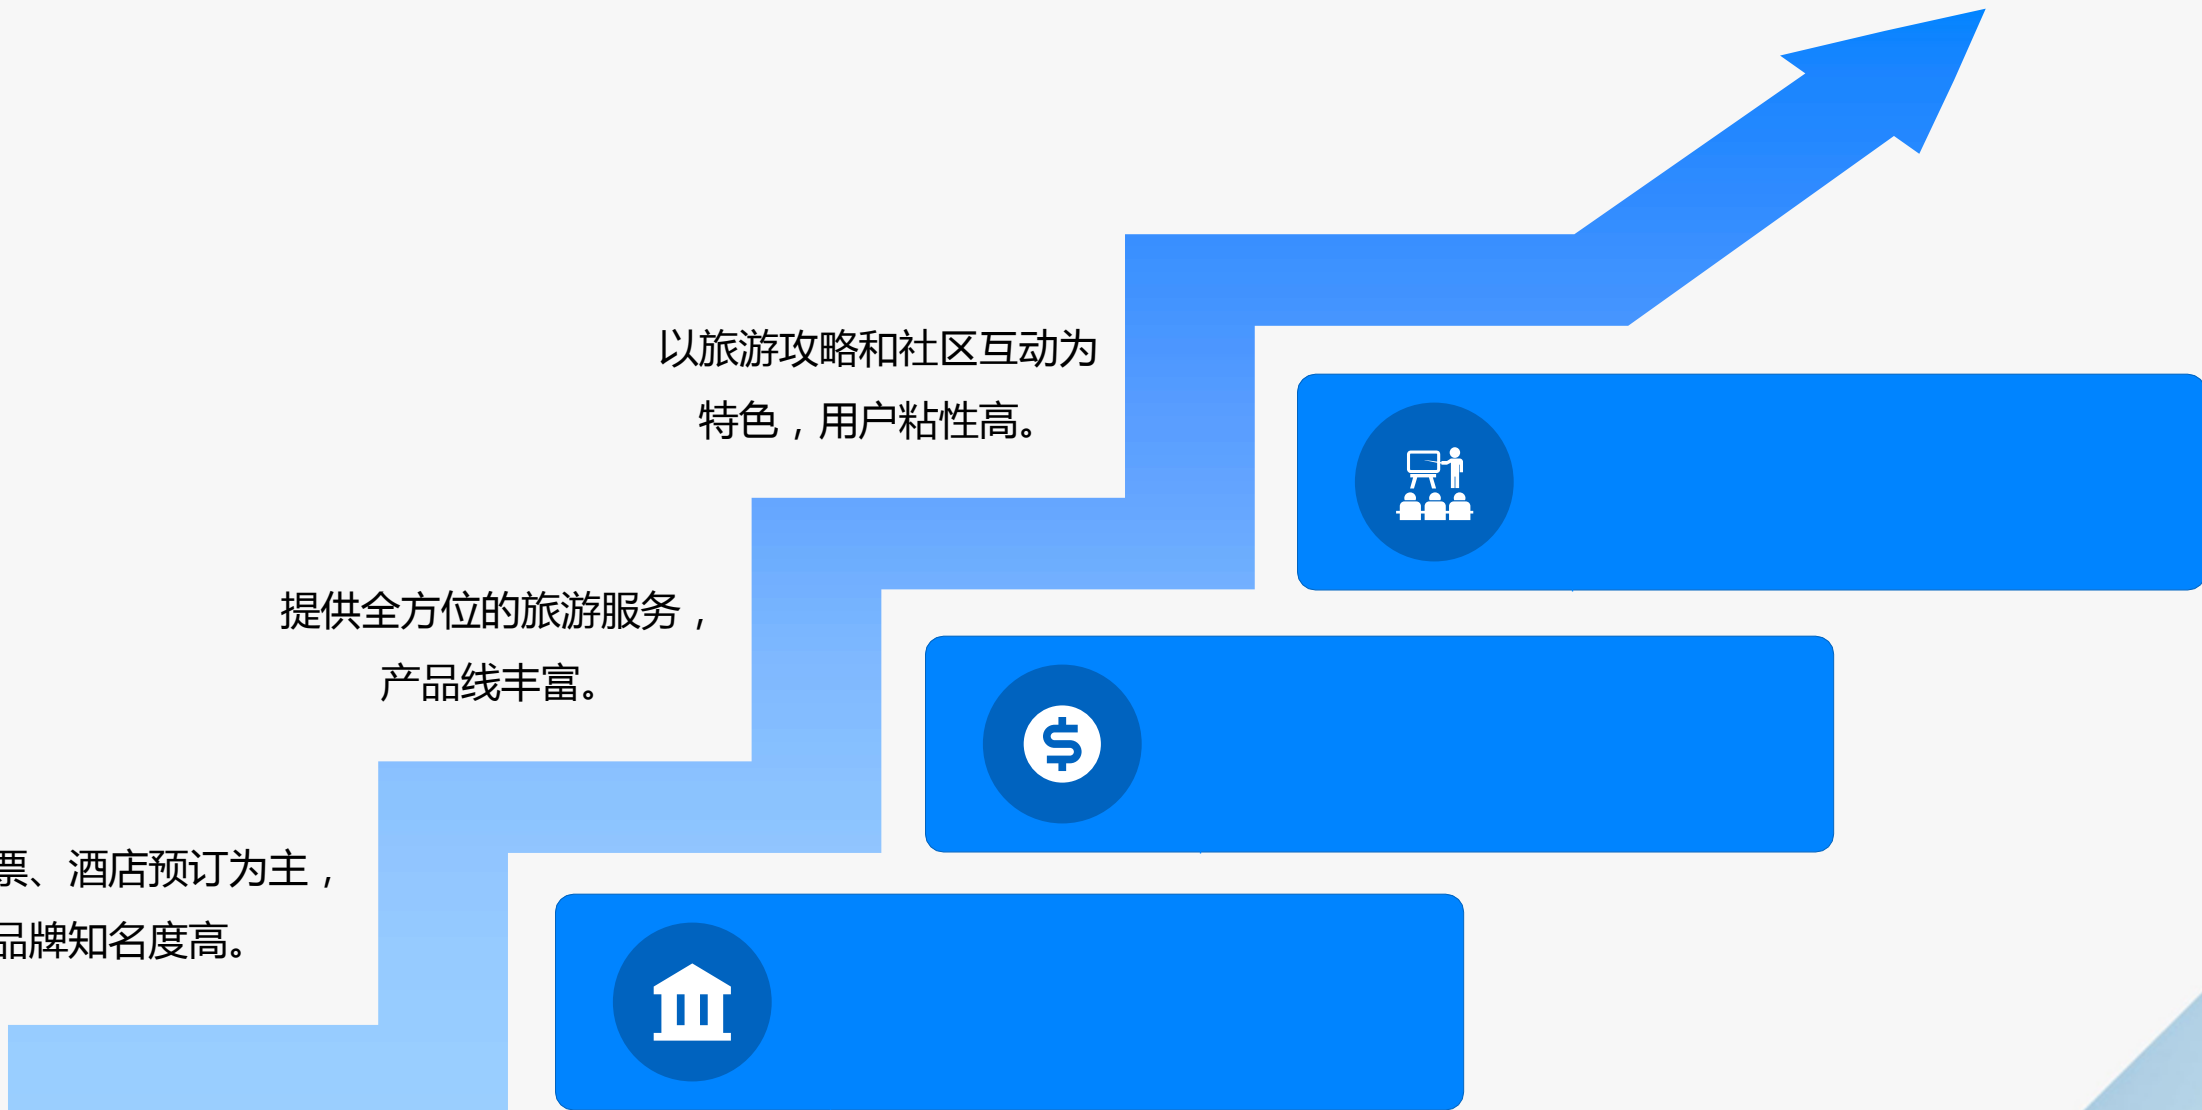 以旅游攻略和社区互动为
特色，用户粘性高。
提供全方位的旅游服务，
产品线丰富。
票、酒店预订为主，
品牌知名度高。